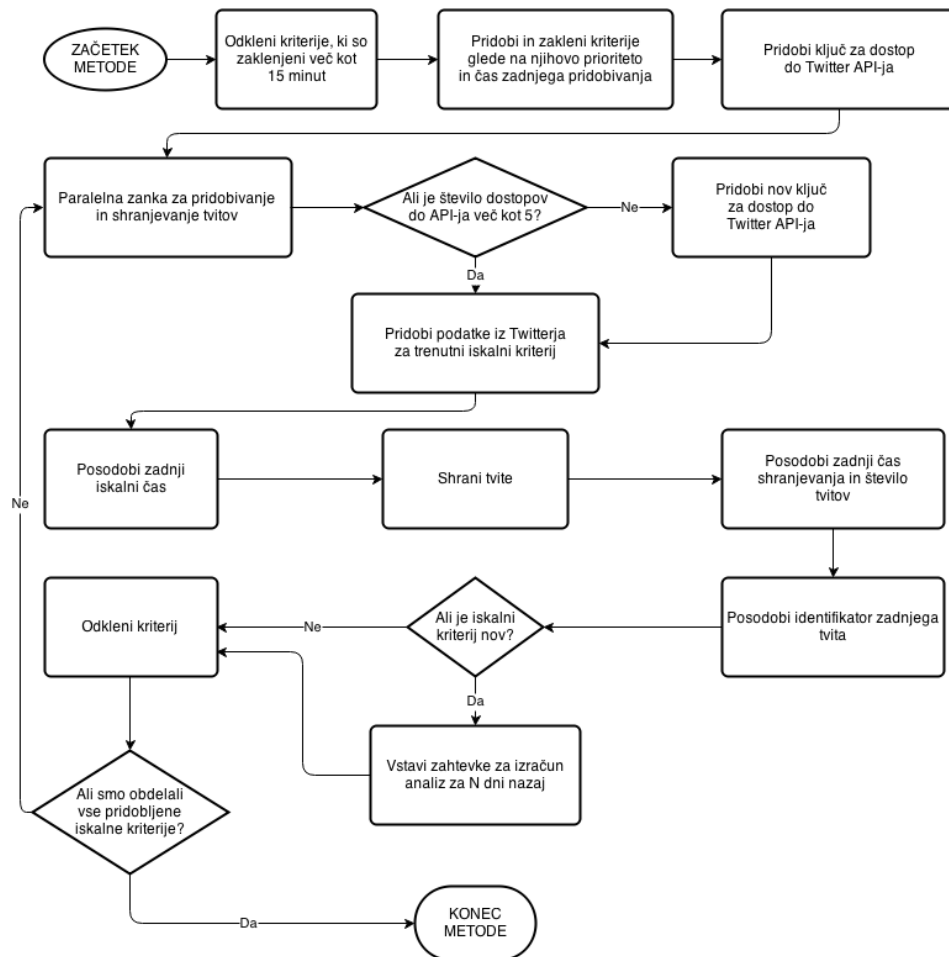 ZAČETEK
METODE
Odkleni kriterije, ki so
zaklenjeni več kot
15 minut
Pridobi in zakleni kriterije
glede na njihovo prioriteto
in čas zadnjega pridobivanja
Pridobi ključ za dostop
do Twitter API-ja
Paralelna zanka za pridobivanje
in shranjevanje tvitov
Ali je število dostopov
do API-ja več kot 5?
Ne
Pridobi nov ključ
za dostop do
Twitter API-ja
Da
Pridobi podatke iz Twitterja
za trenutni iskalni kriterij
Posodobi zadnji
iskalni čas
Shrani tvite
Posodobi zadnji čas
shranjevanja in število
tvitov
Ne
Odkleni kriterij
Ne
Ali je iskalni
kriterij nov?
Posodobi identifikator zadnjega
tvita
Da
Vstavi zahtevke za izračun
analiz za N dni nazaj
Ali smo obdelali
vse pridobljene
iskalne kriterije?
Da
KONEC
METODE